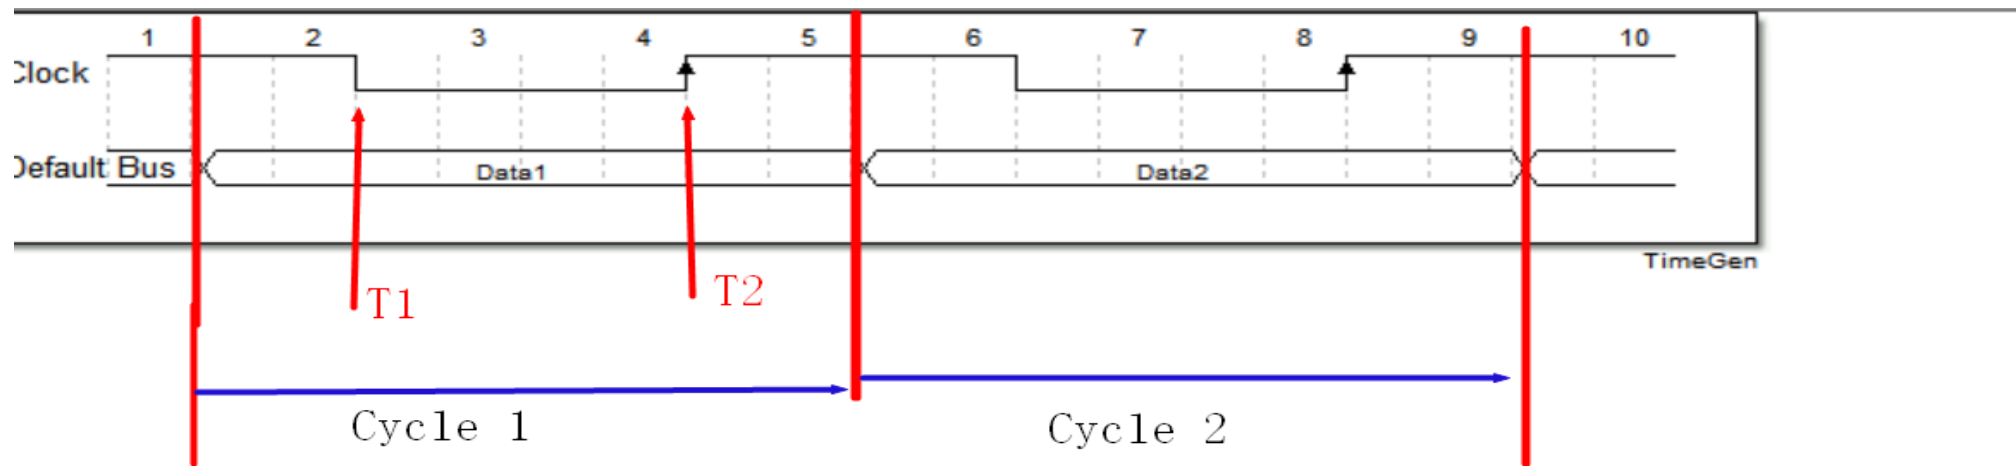 1 2 3 4 5 6 7 8 9 10
Clock
Default Bus Data1 Data2
TimeGen
T1 T2
Cycle 1 Cycle 2